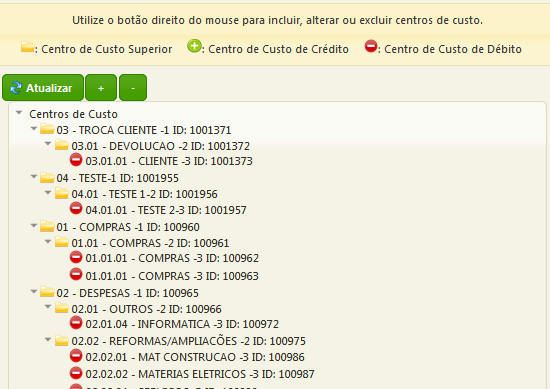 Utilize o botão direito do mouse para incluir, alterar ou excluir centros de custo.
: Centro de Custo Superior : Centro de Custo de Crédito : Centro de Custo de Débito
Atualizar + -
Centros de Custo
03 - TROCA CLIENTE -1 ID: 1001371
03.01 - DEVOLUCAO -2 ID: 1001372
03.01.01 - CLIENTE -3 ID: 1001373
04 - TESTE-1 ID: 1001955
04.01 - TESTE 1-2 ID: 1001956
04.01.01 - TESTE 2-3 ID: 1001957
01 - COMPRAS -1 ID: 100960
01.01 - COMPRAS -2 ID: 100961
01.01.01 - COMPRAS -3 ID: 100962
01.01.01 - COMPRAS -3 ID: 100963
02 - DESPESAS -1 ID: 100965
02.01 - OUTROS -2 ID: 100966
02.01.04 - INFORMATICA -3 ID: 100972
02.02 - REFORMAS/AMPLIACÕES -2 ID: 100975
02.02.01 - MAT CONSTRUCAO -3 ID: 100986
02.02.02 - MATERIAS ELETRICOS -3 ID: 100987